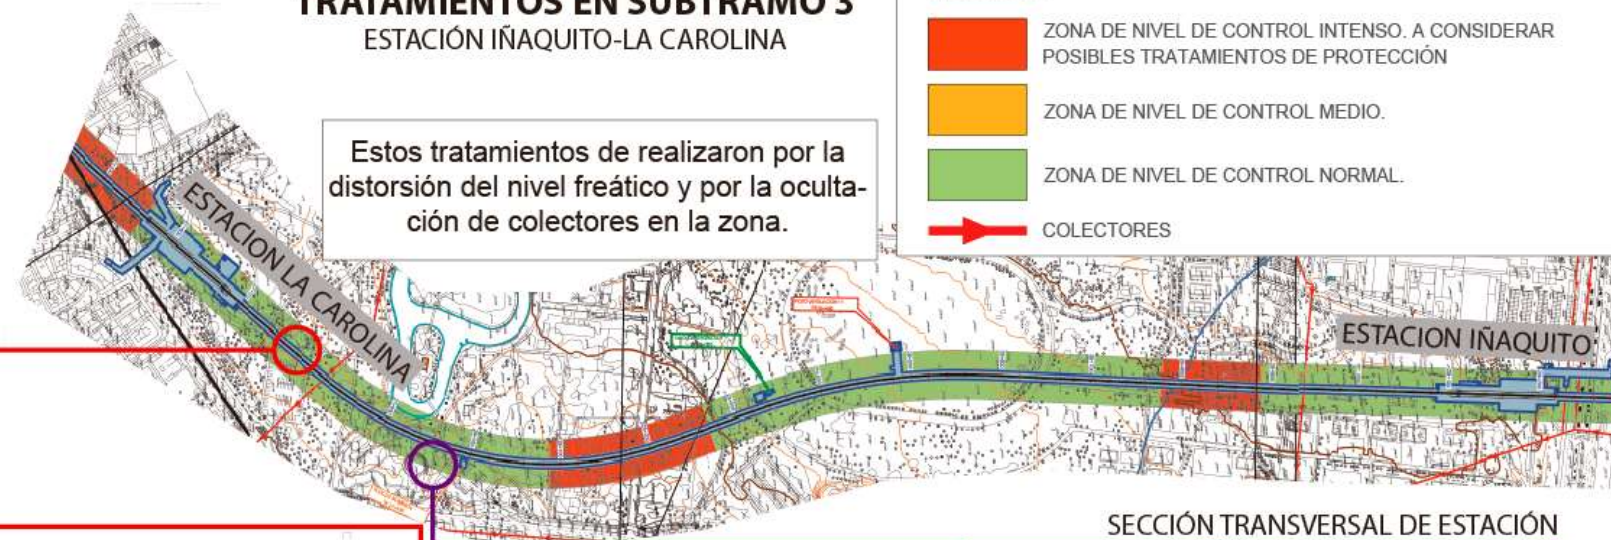 TRATAMIENTOS EN SUBTRAMO 3
ESTACIÓN IÑAQUITO-LA CAROLINA
ZONA DE NIVEL DE CONTROL INTENSO. A CONSIDERAR
POSIBLES TRATAMIENTOS DE PROTECCIÓN
ZONA DE NIVEL DE CONTROL MEDIO.
ZONA DE NIVEL DE CONTROL NORMAL.
COLECTORES
Estos tratamientos de realizaron por la
distorsión del nivel freático y por la oculta-
ción de colectores en la zona.
ESTACION LA CAROLINA
ESTACION IÑAQUITO
SECCIÓN TRANSVERSAL DE ESTACIÓN